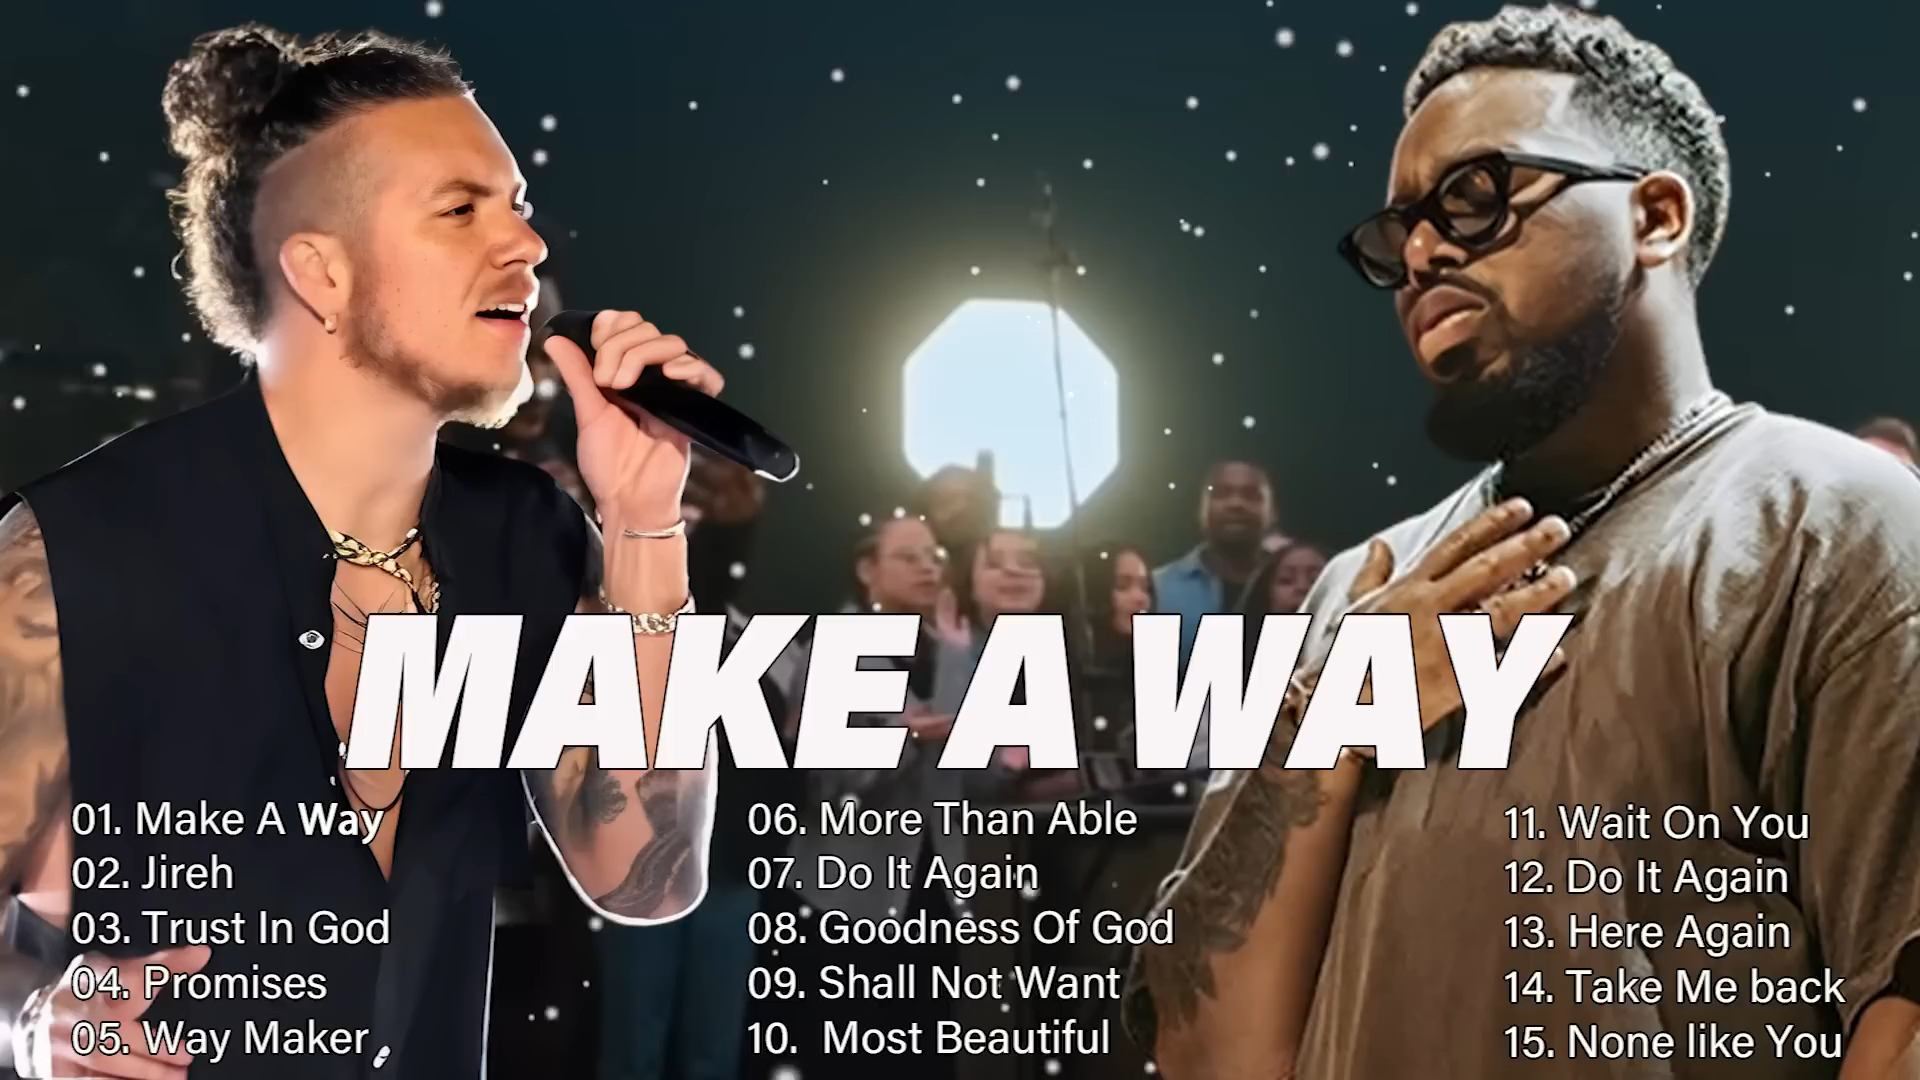 MAKE A WAY
01. Make A Way
02. Jireh
03. Trust In God
04. Promises
05. Way Maker
06. More Than Able
07. Do It Again
08. Goodness Of God
09. Shall Not Want
10. Most Beautiful
11. Wait On You
12. Do It Again
13. Here Again
14. Take Me back
15. None like You